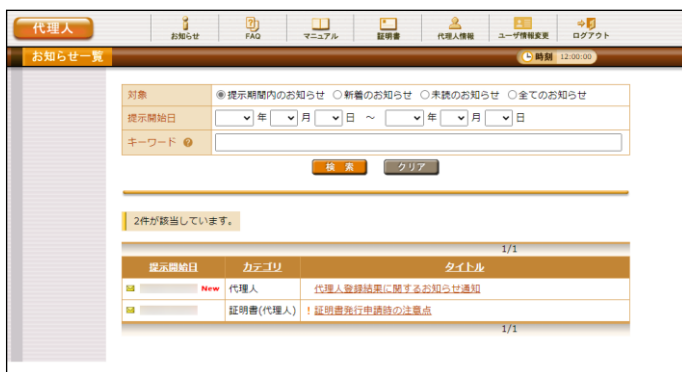 代理人
お知らせ FAQ マニュアル 証明書 代理人情報 ユーザ情報変更 ログアウト
お知らせ一覧 時刻 12:00:00
対象 提示期間内のお知らせ 新着のお知らせ 未読のお知らせ 全てのお知らせ
提示開始日 年 月 日 ～ 年 月 日
キーワード ?
検 索 クリア
2件が該当しています。
1/1
提示開始日 カテゴリ タイトル
New 代理人 代理人登録結果に関するお知らせ通知
証明書(代理人) ! 証明書発行申請時の注意点
1/1